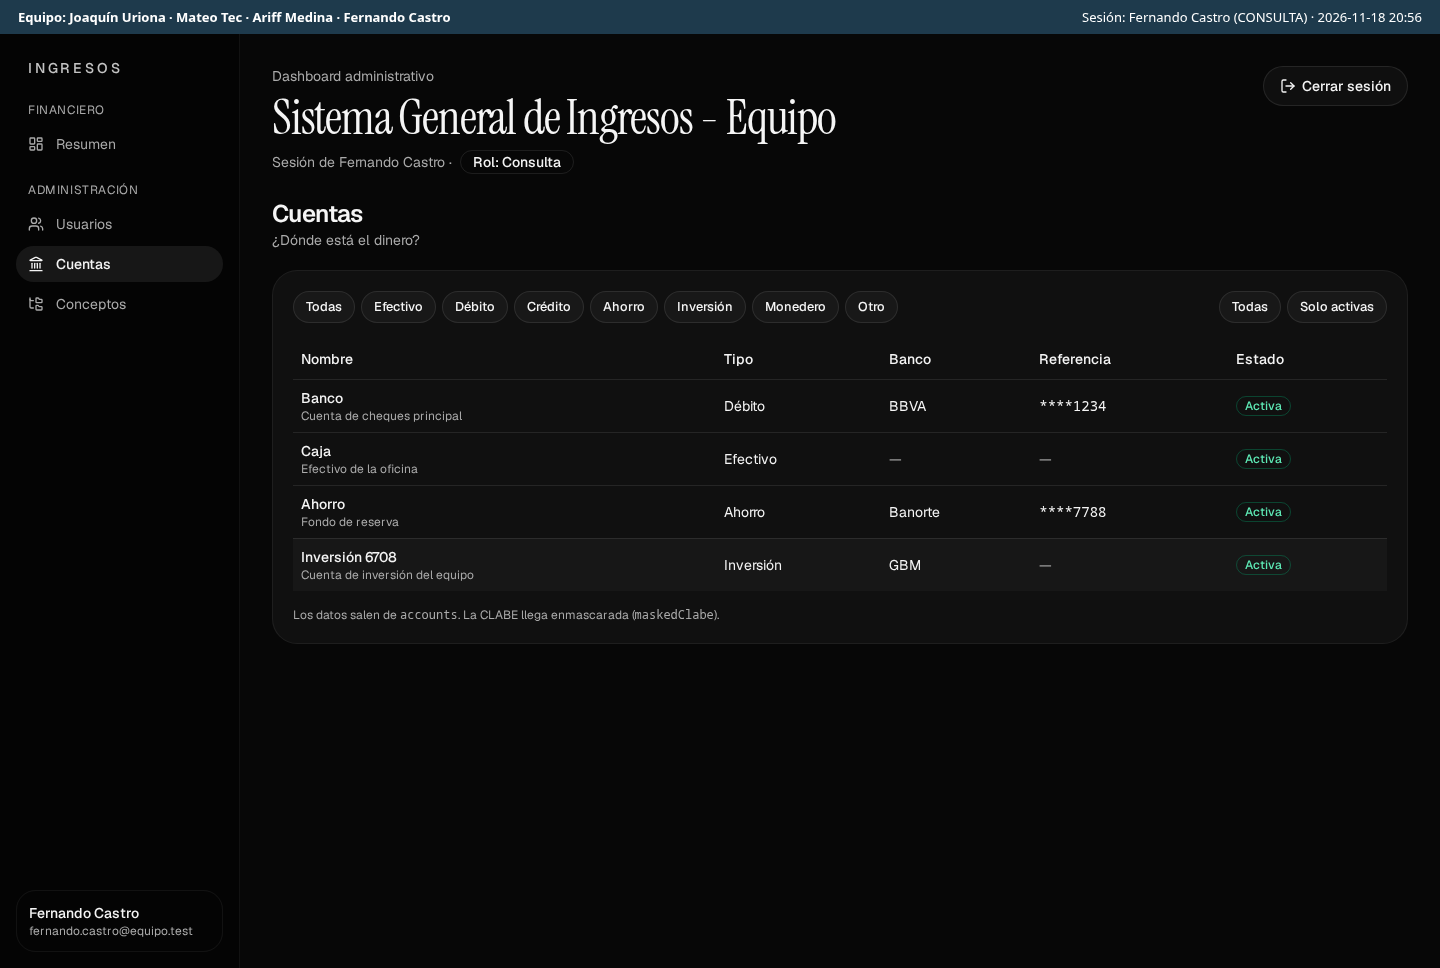 Equipo: Joaquín Uriona · Mateo Tec · Ariff Medina · Fernando Castro
Sesión: Fernando Castro (CONSULTA) · 2026-11-18 20:56
INGRESOS
FINANCIERO
Resumen
ADMINISTRACIÓN
Usuarios
Cuentas
Conceptos
Fernando Castro
fernando.castro@equipo.test
Dashboard administrativo
Cerrar sesión
Sistema General de Ingresos - Equipo
Sesión de Fernando Castro · Rol: Consulta
Cuentas
¿Dónde está el dinero?
Todas Efectivo Débito Crédito Ahorro Inversión Monedero Otro Todas Solo activas
Nombre Tipo Banco Referencia Estado
Banco
Cuenta de cheques principal
Débito BBVA ****1234 Activa
Caja
Efectivo de la oficina
Efectivo — — Activa
Ahorro
Fondo de reserva
Ahorro Banorte ****7788 Activa
Inversión 6708
Cuenta de inversión del equipo
Inversión GBM — Activa
Los datos salen de accounts. La CLABE llega enmascarada (maskedClabe).